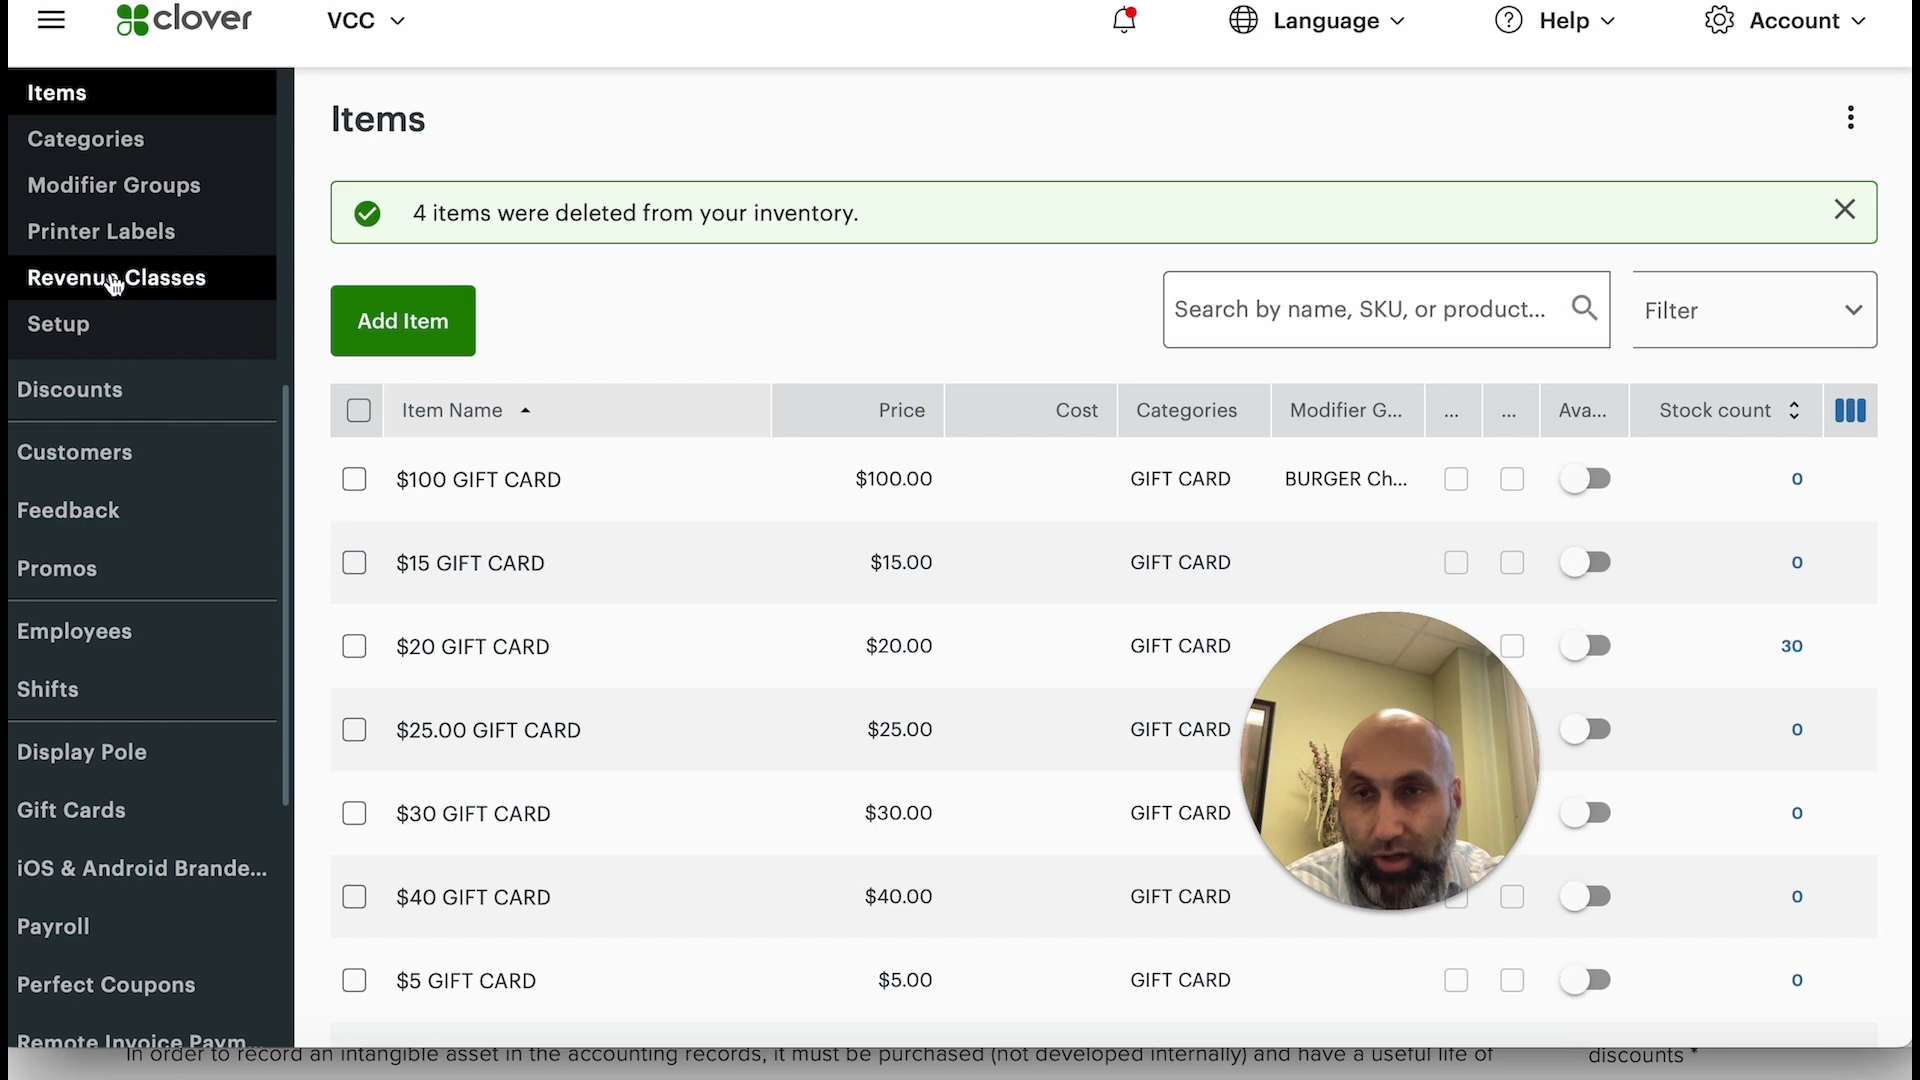 clover
VCC
Language
Help
Account
Items
Categories
Modifier Groups
Printer Labels
Revenue Classes
Setup
Discounts
Customers
Feedback
Promos
Employees
Shifts
Display Pole
Gift Cards
iOS & Android Brande...
Payroll
Perfect Coupons
Remote Invoice Paym...
Items
4 items were deleted from your inventory.
Add Item
Search by name, SKU, or product...
Filter
Item Name Price Cost Categories Modifier G... ... ... Ava... Stock count
$100 GIFT CARD $100.00 GIFT CARD BURGER Ch... 0
$15 GIFT CARD $15.00 GIFT CARD 0
$20 GIFT CARD $20.00 GIFT CARD 30
$25.00 GIFT CARD $25.00 GIFT CARD 0
$30 GIFT CARD $30.00 GIFT CARD 0
$40 GIFT CARD $40.00 GIFT CARD 0
$5 GIFT CARD $5.00 GIFT CARD 0
In order to record an intangible asset in the accounting records, it must be purchased (not developed internally) and have a useful life of
discounts *